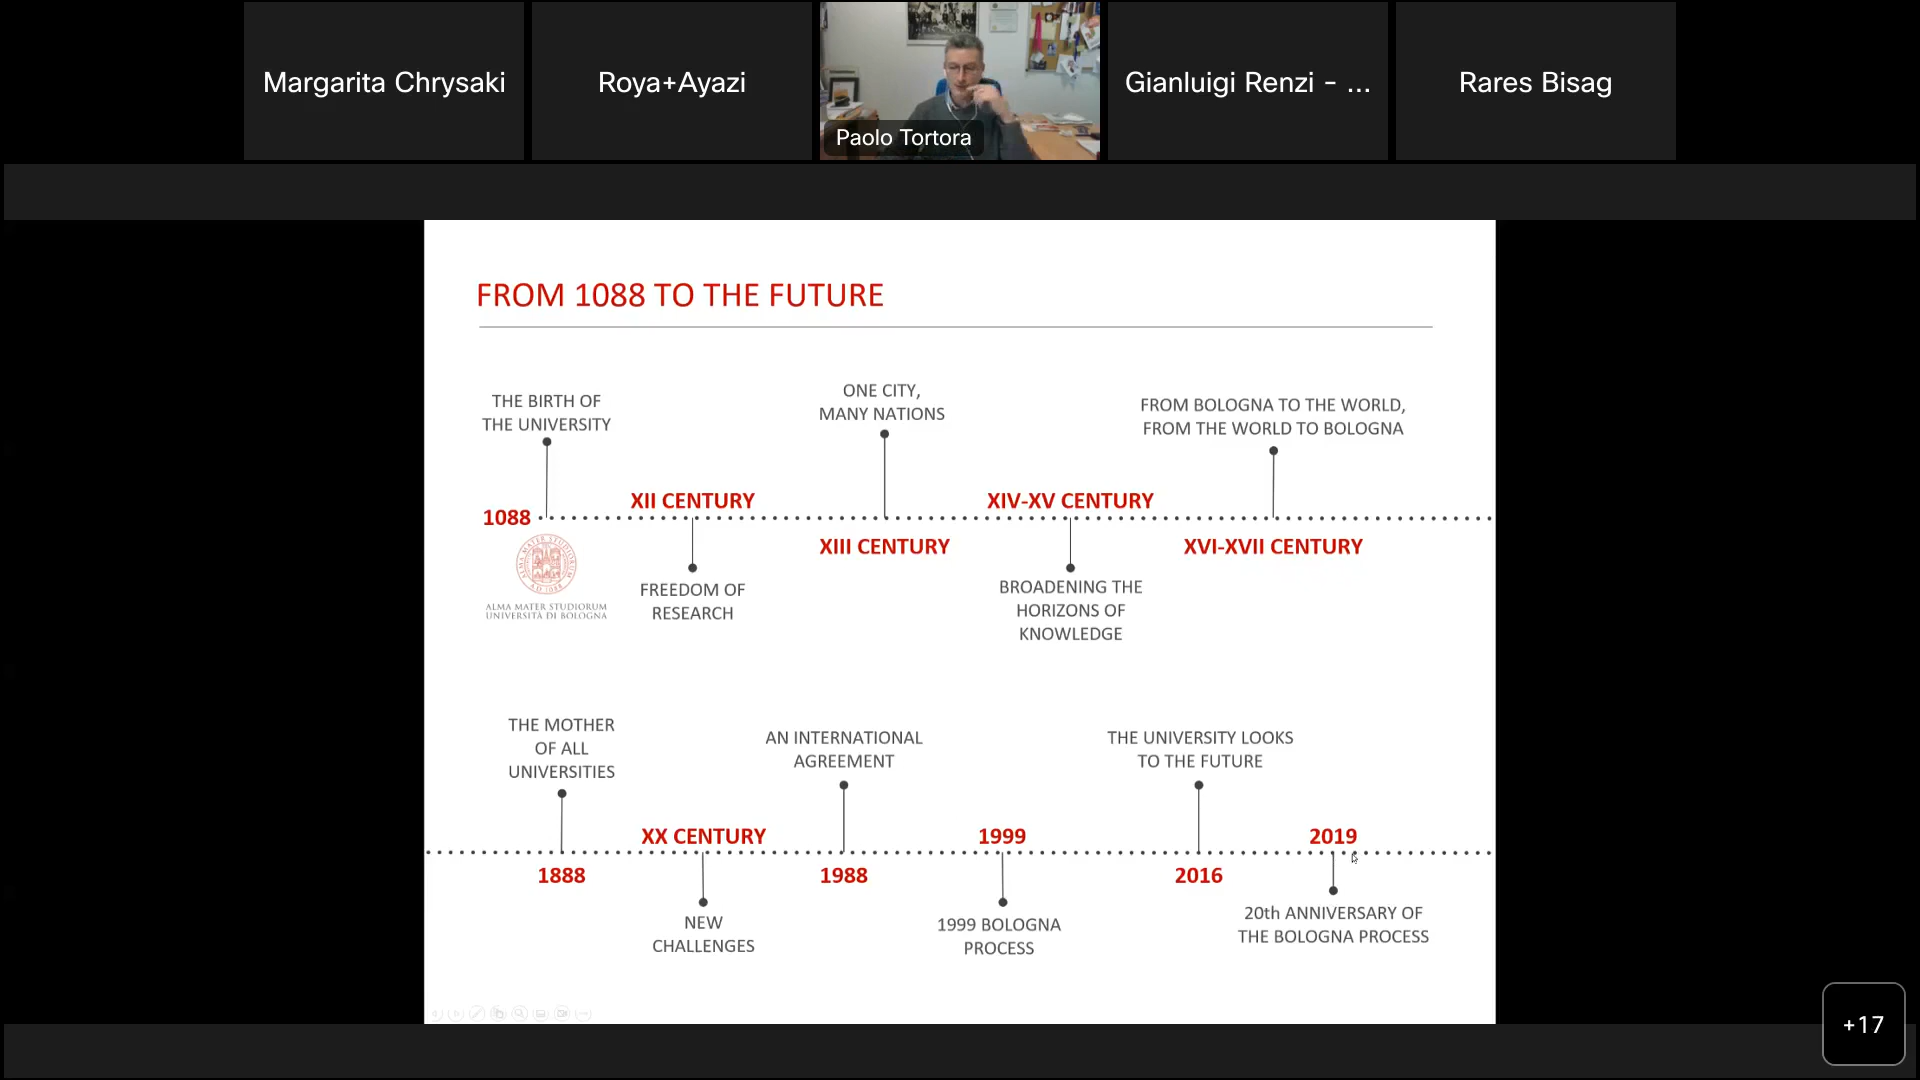 Margarita Chrysaki
Roya+Ayazi
Paolo Tortora
Gianluigi Renzi - ...
Rares Bisag
FROM 1088 TO THE FUTURE
THE BIRTH OF
THE UNIVERSITY
ONE CITY,
MANY NATIONS
FROM BOLOGNA TO THE WORLD,
FROM THE WORLD TO BOLOGNA
1088
XII CENTURY
XIII CENTURY
XIV-XV CENTURY
XVI-XVII CENTURY
ALMA MATER STUDIORUM
A.D. 1088
ALMA MATER STUDIORUM
UNIVERSITÀ DI BOLOGNA
FREEDOM OF
RESEARCH
BROADENING THE
HORIZONS OF
KNOWLEDGE
THE MOTHER
OF ALL
UNIVERSITIES
AN INTERNATIONAL
AGREEMENT
THE UNIVERSITY LOOKS
TO THE FUTURE
1888
XX CENTURY
1988
1999
2016
2019
NEW
CHALLENGES
1999 BOLOGNA
PROCESS
20th ANNIVERSARY OF
THE BOLOGNA PROCESS
+17